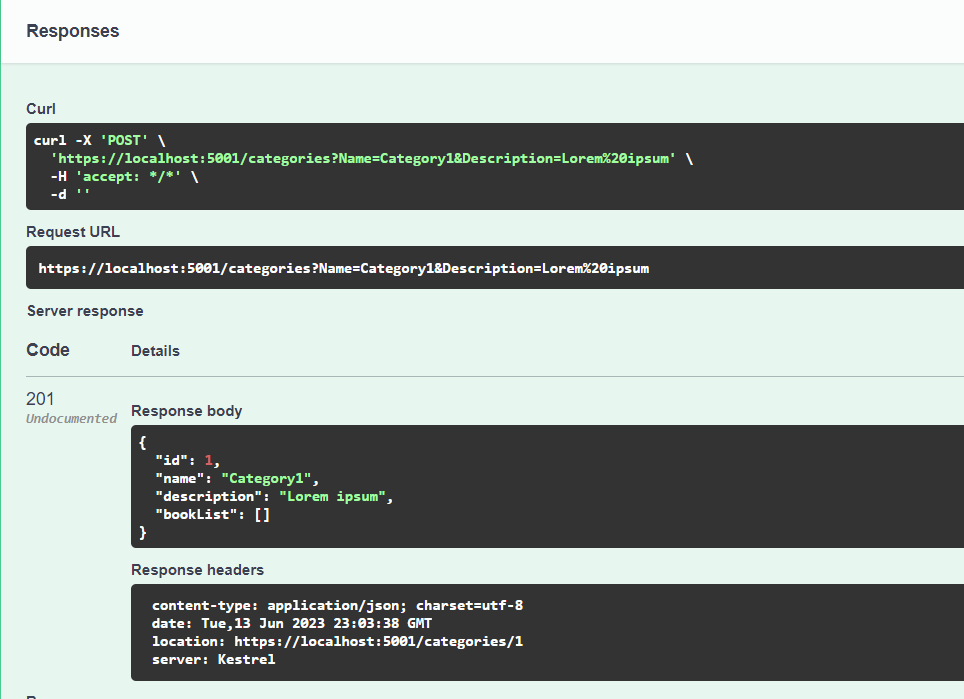 Responses
Curl
curl -X 'POST' \
'https://localhost:5001/categories?Name=Category1&Description=Lorem%20ipsum' \
-H 'accept: */*' \
-d ''
Request URL
https://localhost:5001/categories?Name=Category1&Description=Lorem%20ipsum
Server response
Code Details
201
Undocumented
Response body
{
"id": 1,
"name": "Category1",
"description": "Lorem ipsum",
"bookList": []
}
Response headers
content-type: application/json; charset=utf-8
date: Tue,13 Jun 2023 23:03:38 GMT
location: https://localhost:5001/categories/1
server: Kestrel